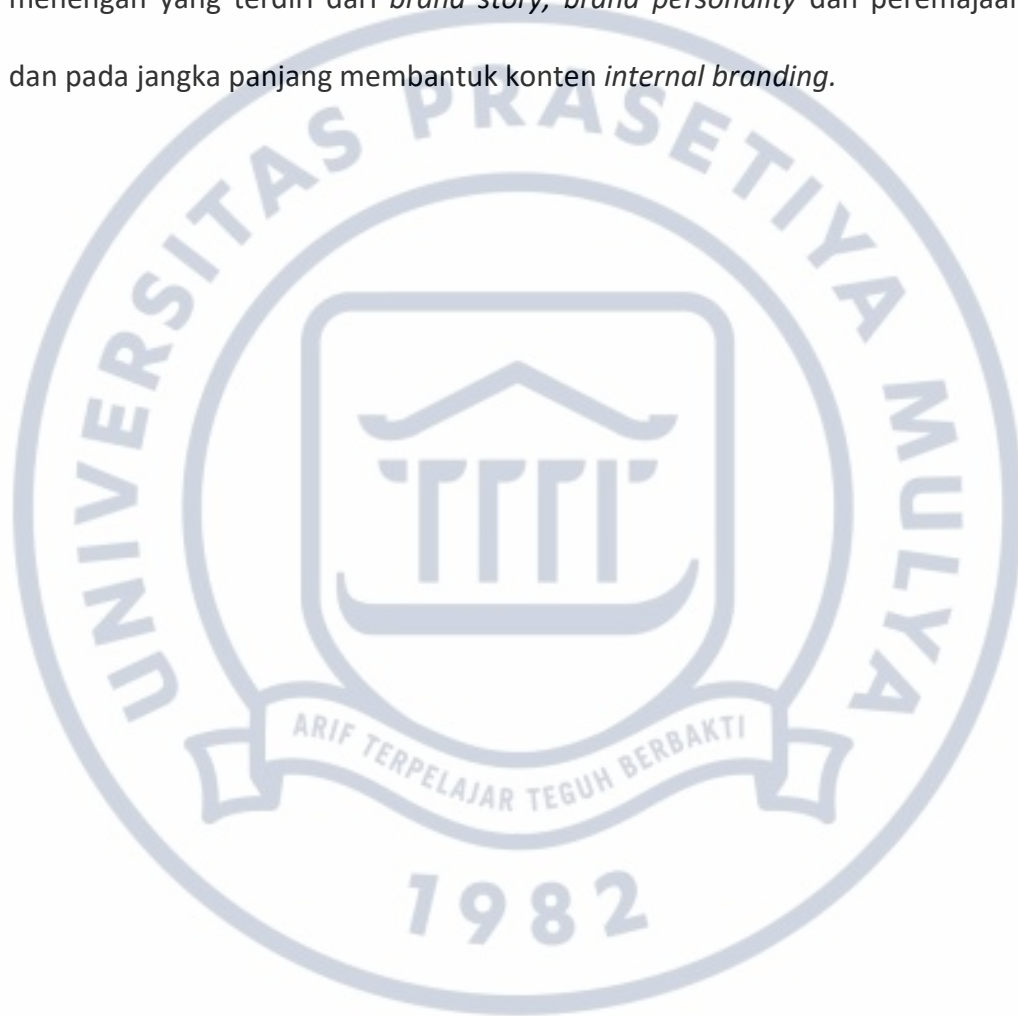 menengah yang terdiri dari brand story, brand personality dan peremajaan
dan pada jangka panjang membantuk konten internal branding.
UNIVERSITAS PRASETIYA MULYA
ARIF TERPELAJAR TEGUH BERBAKTI
1982